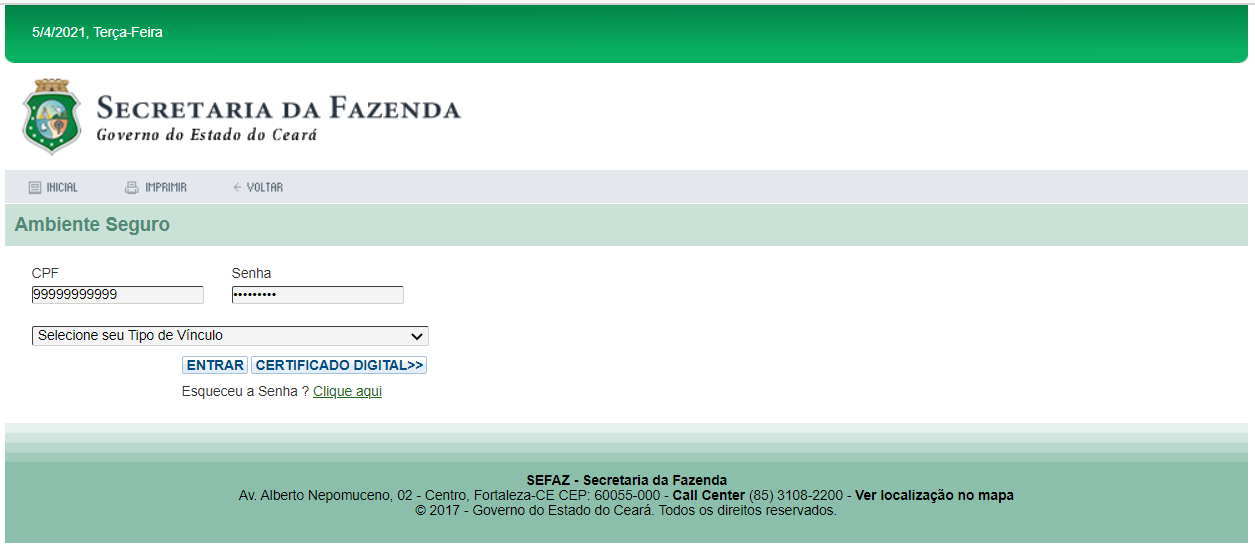 5/4/2021, Terça-Feira
SECRETARIA DA FAZENDA
Governo do Estado do Ceará
INICIAL IMPRIMIR VOLTAR
Ambiente Seguro
CPF Senha
99999999999 •••••••••
Selecione seu Tipo de Vínculo
ENTRAR CERTIFICADO DIGITAL>>
Esqueceu a Senha ? Clique aqui
SEFAZ - Secretaria da Fazenda
Av. Alberto Nepomuceno, 02 - Centro, Fortaleza-CE CEP: 60055-000 - Call Center (85) 3108-2200 - Ver localização no mapa
© 2017 - Governo do Estado do Ceará. Todos os direitos reservados.